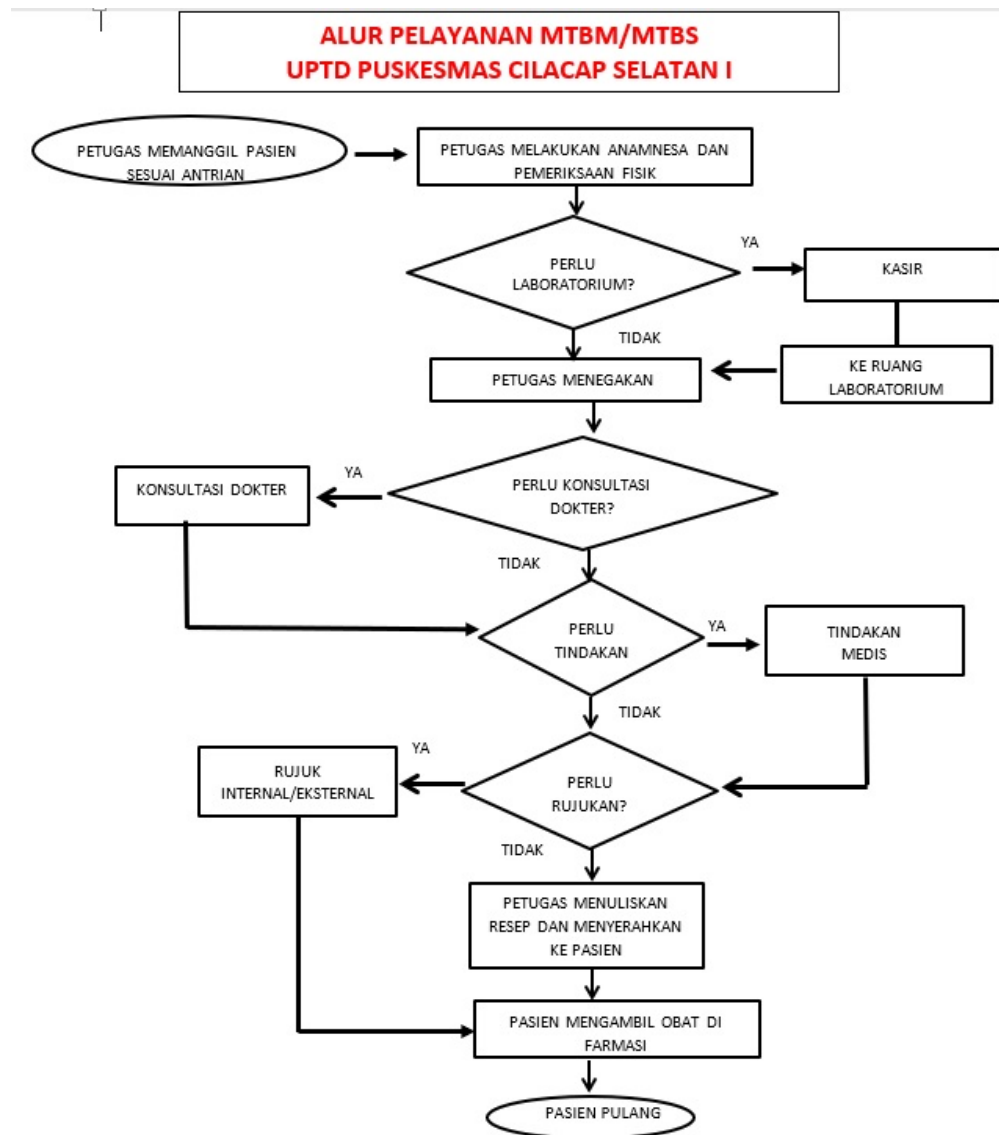 ALUR PELAYANAN MTBM/MTBS
UPTD PUSKESMAS CILACAP SELATAN I
PETUGAS MEMANGGIL PASIEN
SESUAI ANTRIAN
PETUGAS MELAKUKAN ANAMNESA DAN
PEMERIKSAAN FISIK
PERLU
LABORATORIUM?
YA
KASIR
TIDAK
KE RUANG
LABORATORIUM
PETUGAS MENEGAKAN
PERLU KONSULTASI
DOKTER?
YA
KONSULTASI DOKTER
TIDAK
PERLU
TINDAKAN
YA
TINDAKAN
MEDIS
TIDAK
PERLU
RUJUKAN?
YA
RUJUK
INTERNAL/EKSTERNAL
TIDAK
PETUGAS MENULISKAN
RESEP DAN MENYERAHKAN
KE PASIEN
PASIEN MENGAMBIL OBAT DI
FARMASI
PASIEN PULANG